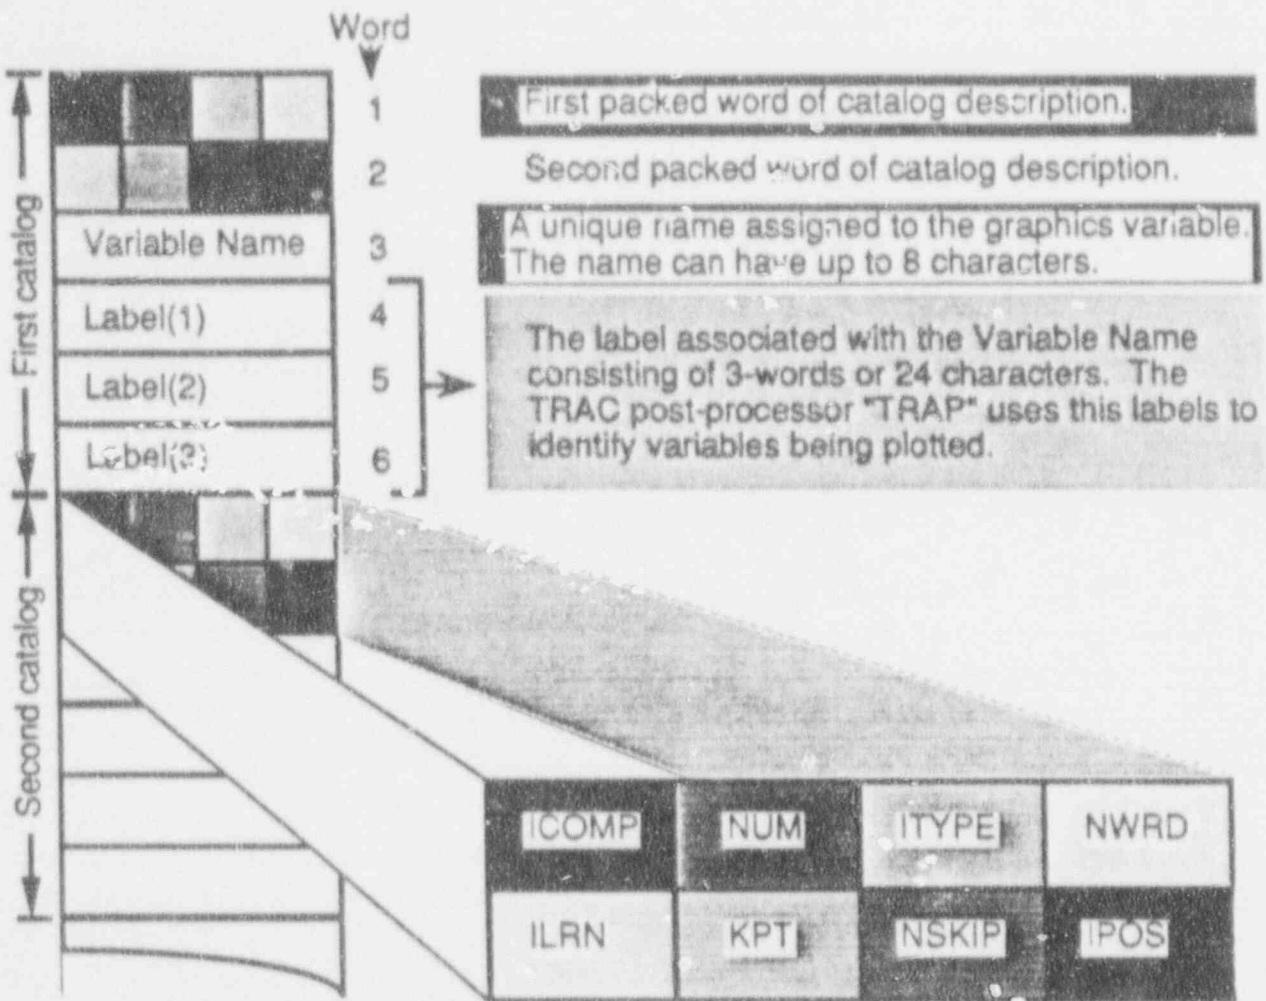 Word
1
First packed word of catalog description.
2
Second packed word of catalog description.
Variable Name
3
A unique name assigned to the graphics variable.
The name can have up to 8 characters.
Label(1)
4
Label(2)
5
Label(3)
6
The label associated with the Variable Name
consisting of 3-words or 24 characters. The
TRAC post-processor "TRAP" uses this labels to
identify variables being plotted.
First catalog
Second catalog
ICOMP
NUM
ITYPE
NWRD
ILRN
KPT
NSKIP
IPOS